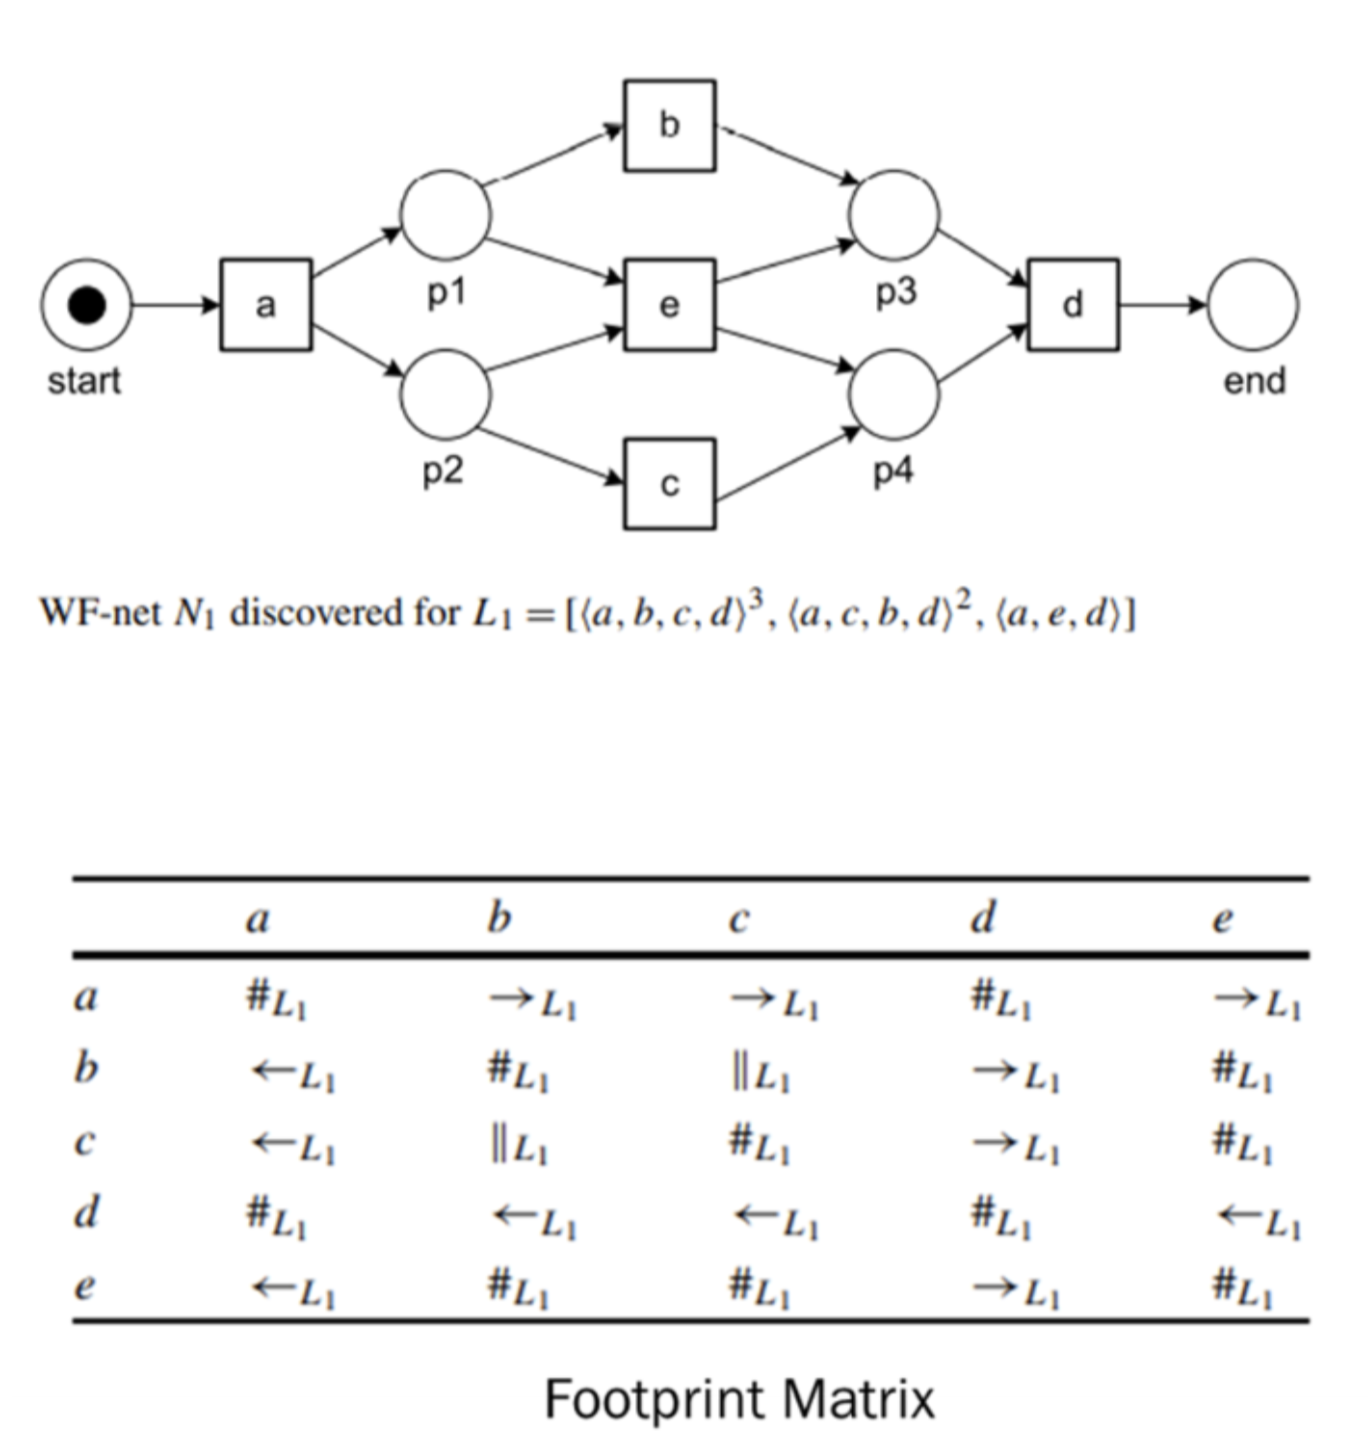 b
p1
p3
a
e
d
start
end
p2
c
p4
WF-net N₁ discovered for L₁ = [⟨a, b, c, d⟩³, ⟨a, c, b, d⟩², ⟨a, e, d⟩]
a b c d e
a #L₁ →L₁ →L₁ #L₁ →L₁
b ←L₁ #L₁ ‖L₁ →L₁ #L₁
c ←L₁ ‖L₁ #L₁ →L₁ #L₁
d #L₁ ←L₁ ←L₁ #L₁ ←L₁
e ←L₁ #L₁ #L₁ →L₁ #L₁
Footprint Matrix